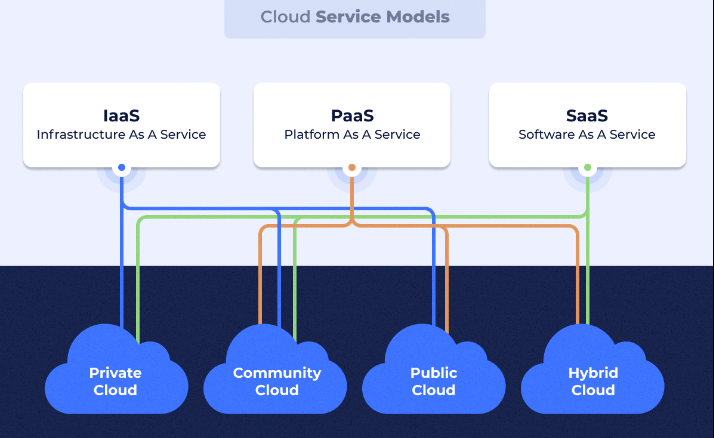 Cloud Service Models
IaaS
Infrastructure As A Service
PaaS
Platform As A Service
SaaS
Software As A Service
Private
Cloud
Community
Cloud
Public
Cloud
Hybrid
Cloud